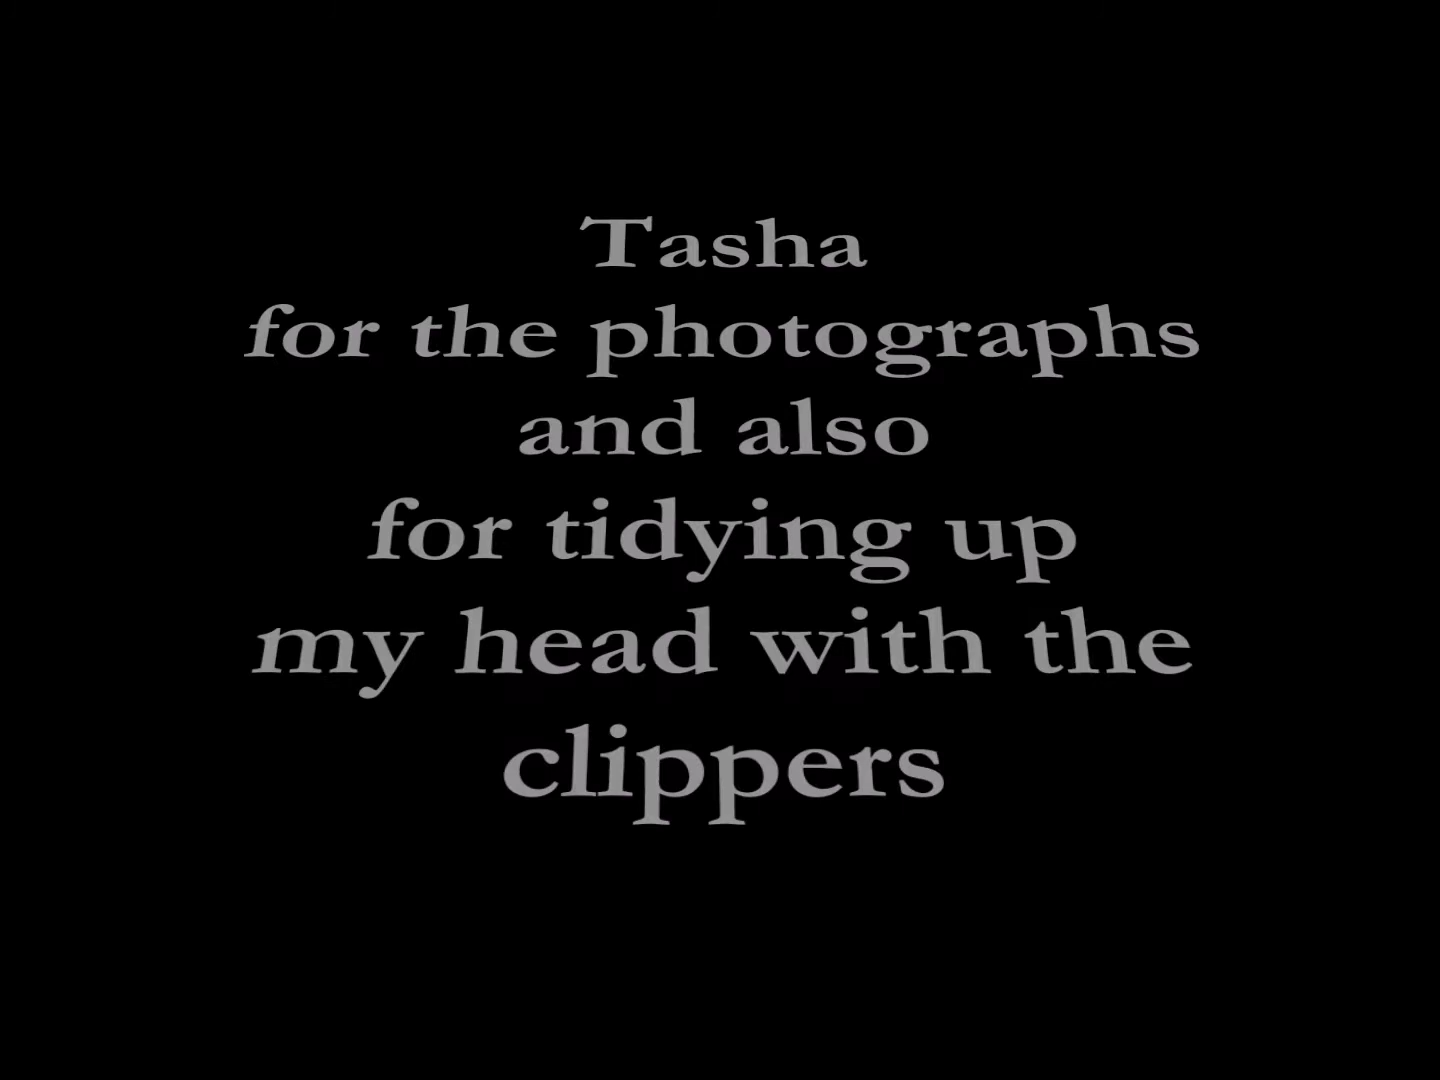 Tasha
for the photographs
and also
for tidying up
my head with the
clippers